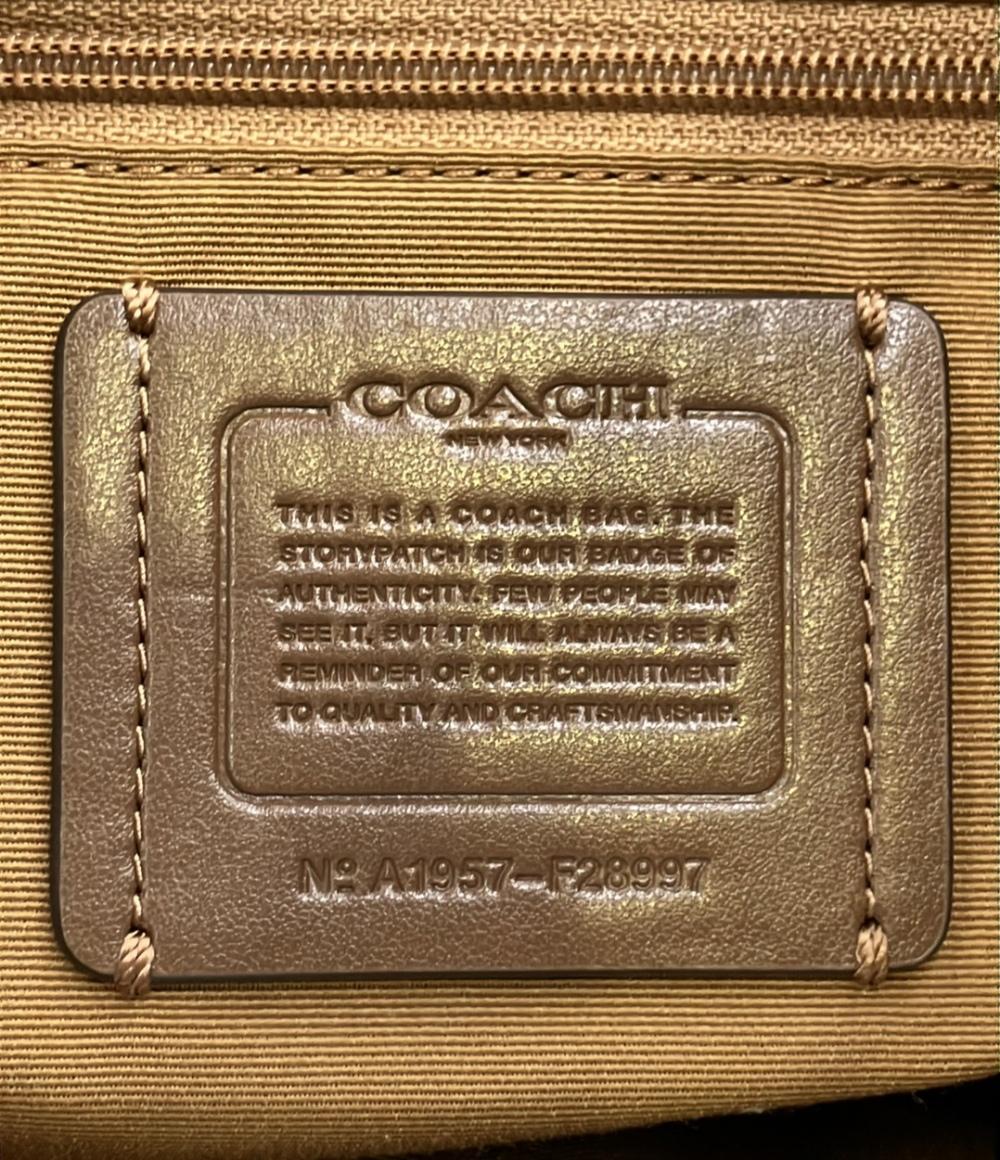 COACH
NEW YORK
THIS IS A COACH BAG. THE
STORYPATCH IS OUR BADGE OF
AUTHENTICITY. FEW PEOPLE MAY
SEE IT, BUT IT WILL ALWAYS BE A
REMINDER OF OUR COMMITMENT
TO QUALITY AND CRAFTSMANSHIP.
Nº A1957-F28997